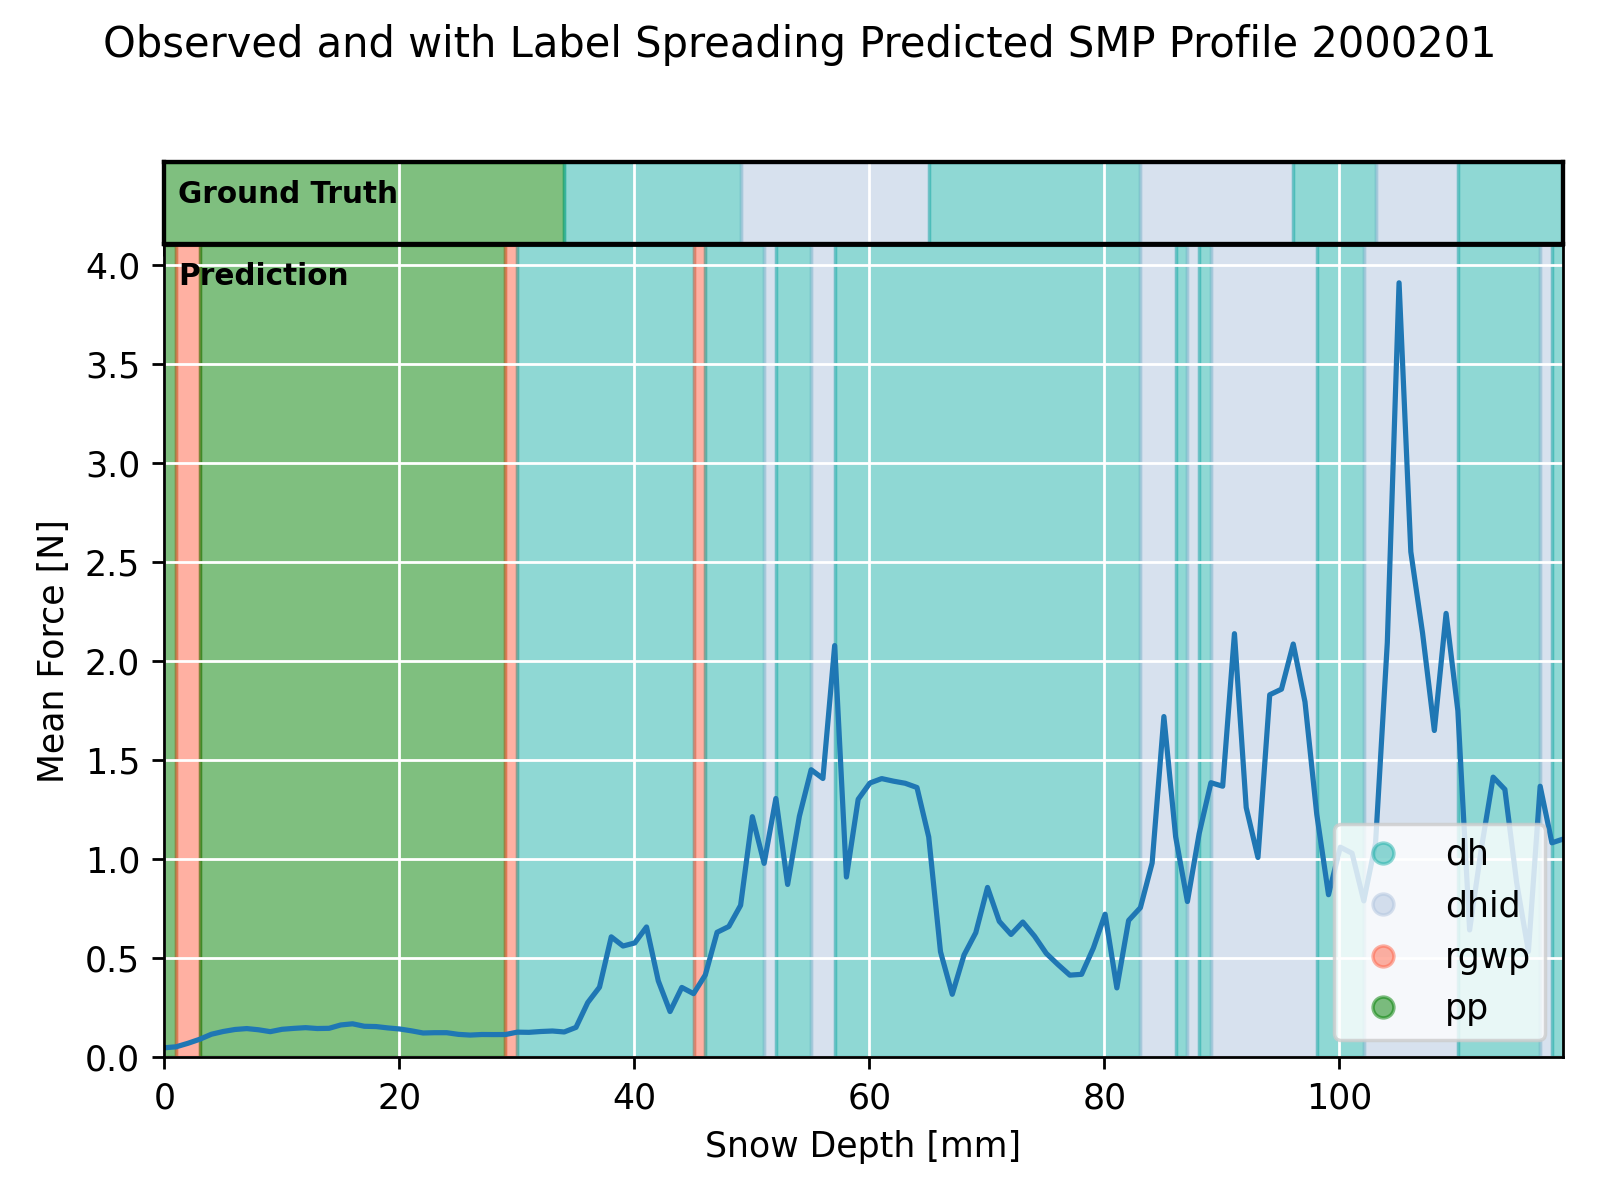 Observed and with Label Spreading Predicted SMP Profile 2000201
Ground Truth
Prediction
4.0
3.5
3.0
2.5
2.0
1.5
1.0
0.5
0.0
Mean Force [N]
0 20 40 60 80 100
Snow Depth [mm]
dh
dhid
rgwp
pp